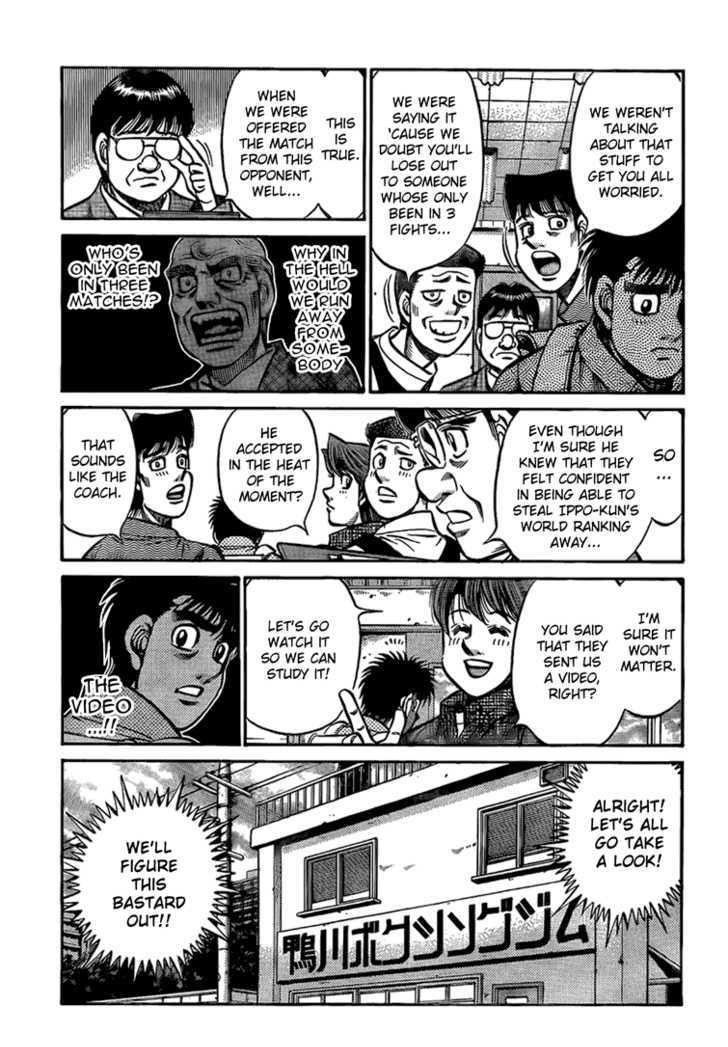 WE WEREN'T
TALKING
ABOUT THAT
STUFF TO
GET YOU ALL
WORRIED.
WE WERE
SAYING IT
'CAUSE WE
DOUBT YOU'LL
LOSE OUT
TO SOMEONE
WHOSE ONLY
BEEN IN 3
FIGHTS...
THIS
IS
TRUE.
WHEN
WE WERE
OFFERED
THE MATCH
FROM THIS
OPPONENT,
WELL...
WHY IN
THE HELL
WOULD
WE RUN
AWAY
FROM
SOME-
BODY
WHO'S
ONLY BEEN
IN THREE
MATCHES!?
SO
...
EVEN THOUGH
I'M SURE HE
KNEW THAT THEY
FELT CONFIDENT
IN BEING ABLE TO
STEAL IPPO-KUN'S
WORLD RANKING
AWAY...
HE
ACCEPTED
IN THE HEAT
OF THE
MOMENT?
THAT
SOUNDS
LIKE THE
COACH.
I'M
SURE IT
WON'T
MATTER.
YOU SAID
THAT THEY
SENT US
A VIDEO,
RIGHT?
LET'S GO
WATCH IT
SO WE CAN
STUDY IT!
THE
VIDEO
...!!
ALRIGHT!
LET'S ALL
GO TAKE
A LOOK!
WE'LL
FIGURE
THIS
BASTARD
OUT!!
鴨川ボクシングジム